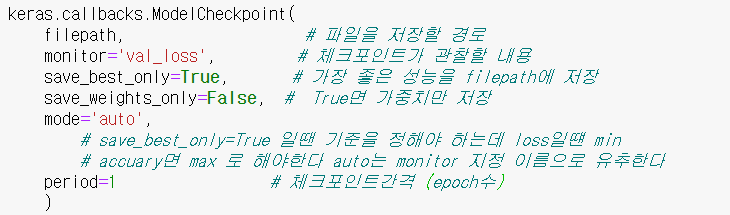 keras.callbacks.ModelCheckpoint(
filepath, # 파일을 저장할 경로
monitor='val_loss', # 체크포인트가 관찰할 내용
save_best_only=True, # 가장 좋은 성능을 filepath에 저장
save_weights_only=False, # True면 가중치만 저장
mode='auto',
# save_best_only=True 일땐 기준을 정해야 하는데 loss일땐 min
# accuary면 max 로 해야한다 auto는 monitor 지정 이름으로 유추한다
period=1 # 체크포인트간격 (epoch수)
)